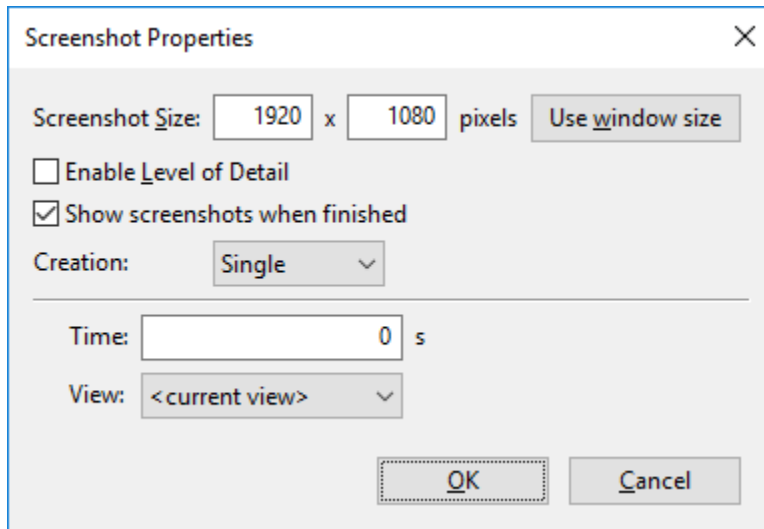 Screenshot Properties
Screenshot Size: 1920 x 1080 pixels Use window size
Enable Level of Detail
Show screenshots when finished
Creation: Single
Time: 0 s
View: <current view>
OK Cancel